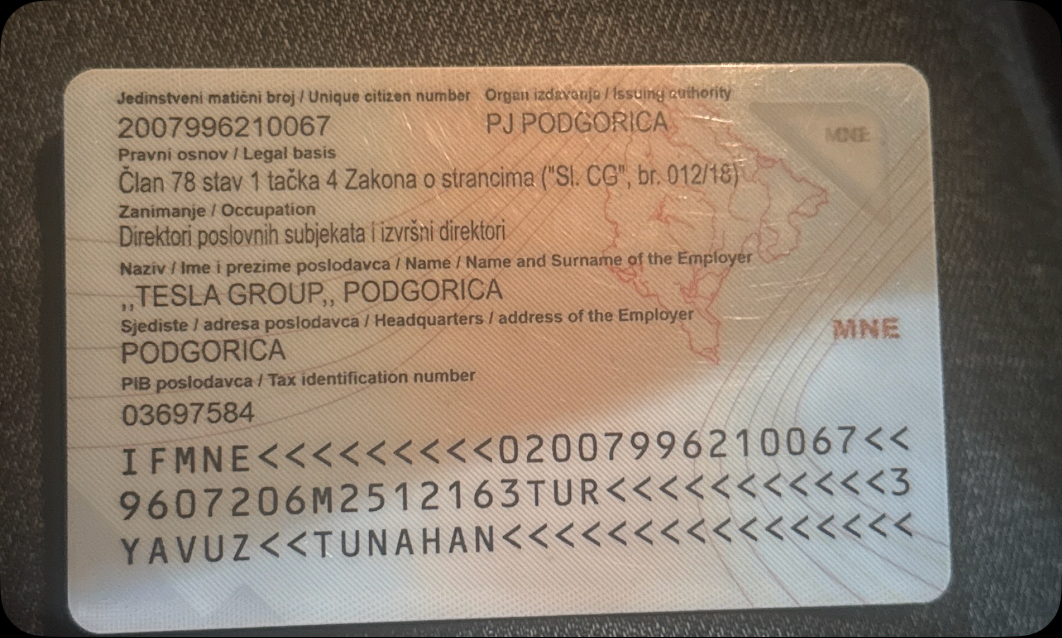 Jedinstveni matični broj / Unique citizen number Organ izdavanja / Issuing authority
2007996210067 PJ PODGORICA
MNE
Pravni osnov / Legal basis
Član 78 stav 1 tačka 4 Zakona o strancima ("Sl. CG", br. 012/18)
Zanimanje / Occupation
Direktori poslovnih subjekata i izvršni direktori
Naziv / Ime i prezime poslodavca / Name / Name and Surname of the Employer
,,TESLA GROUP,, PODGORICA
Sjediste / adresa poslodavca / Headquarters / address of the Employer
MNE
PODGORICA
PIB poslodavca / Tax identification number
03697584
IFMNE<<<<<<<<<02007996210067<<
9607206M2512163TUR<<<<<<<<<<<3
YAVUZ<<TUNAHAN<<<<<<<<<<<<<<<<